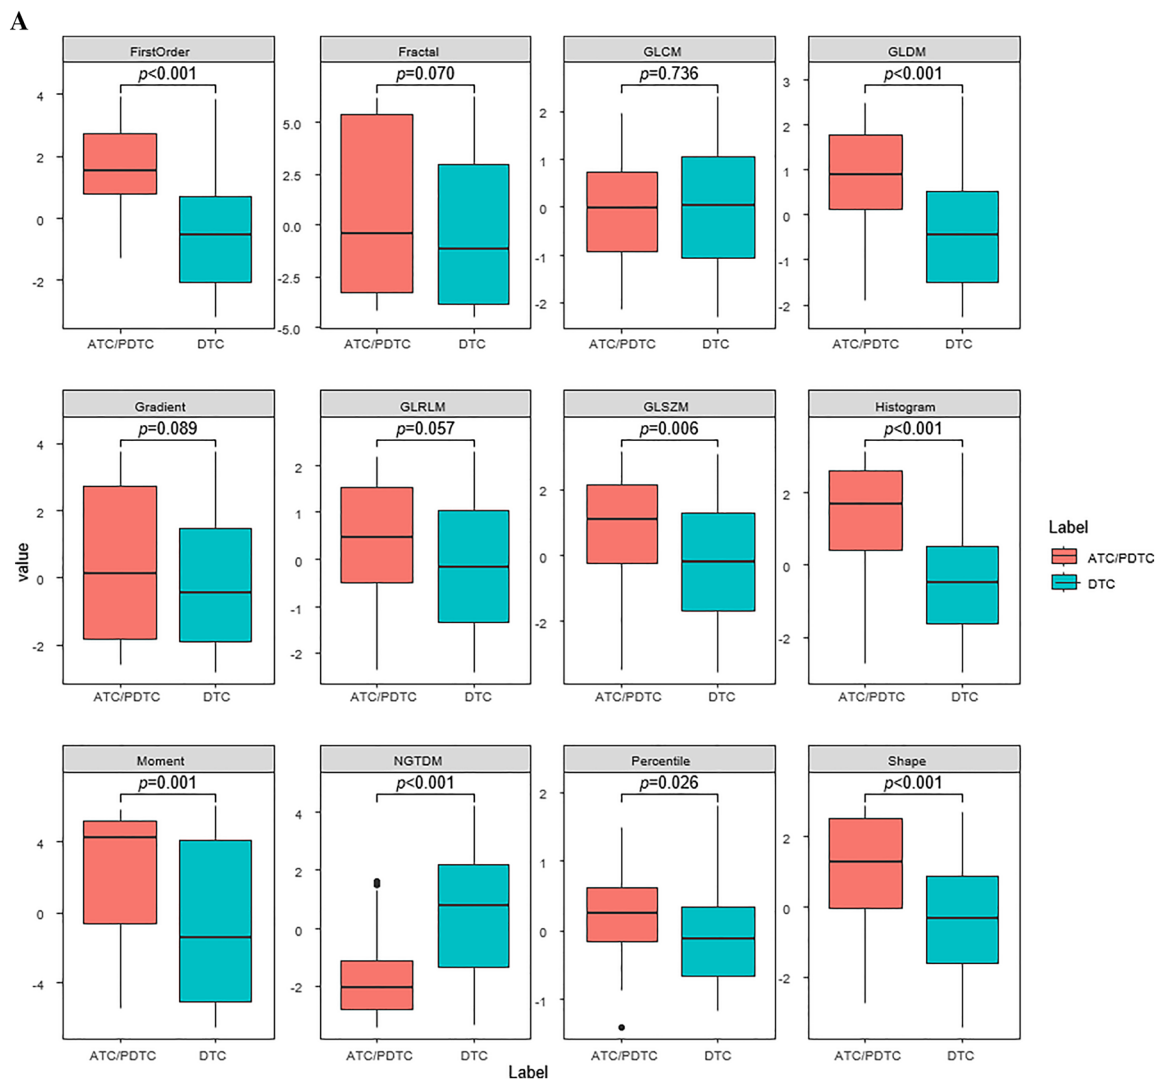 A
FirstOrder Fractal GLCM GLDM
p<0.001 p=0.070 p=0.736 p<0.001
4 2 0 -2
5.0 2.5 0.0 -2.5 -5.0
2 1 0 -1 -2
3 2 1 0 -1 -2
ATC/PDTC DTC ATC/PDTC DTC ATC/PDTC DTC ATC/PDTC DTC
Gradient GLRLM GLSZM Histogram
p=0.089 p=0.057 p=0.006 p<0.001
4 2 0 -2
2 1 0 -1 -2
2 0 -2
2 0 -2
value
ATC/PDTC DTC ATC/PDTC DTC ATC/PDTC DTC ATC/PDTC DTC
Label
ATC/PDTC
DTC
Moment NGTDM Percentile Shape
p=0.001 p<0.001 p=0.026 p<0.001
4 0 -4
4 2 0 -2
2 1 0 -1
2 0 -2
ATC/PDTC DTC ATC/PDTC DTC ATC/PDTC DTC ATC/PDTC DTC
Label